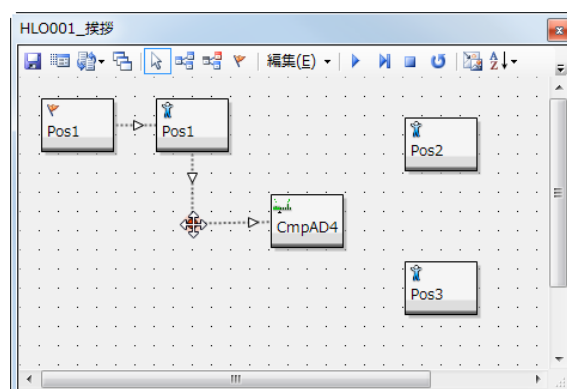 HLO001_挨拶
編集(E)
Pos1
Pos1
Pos2
CmpAD4
Pos3